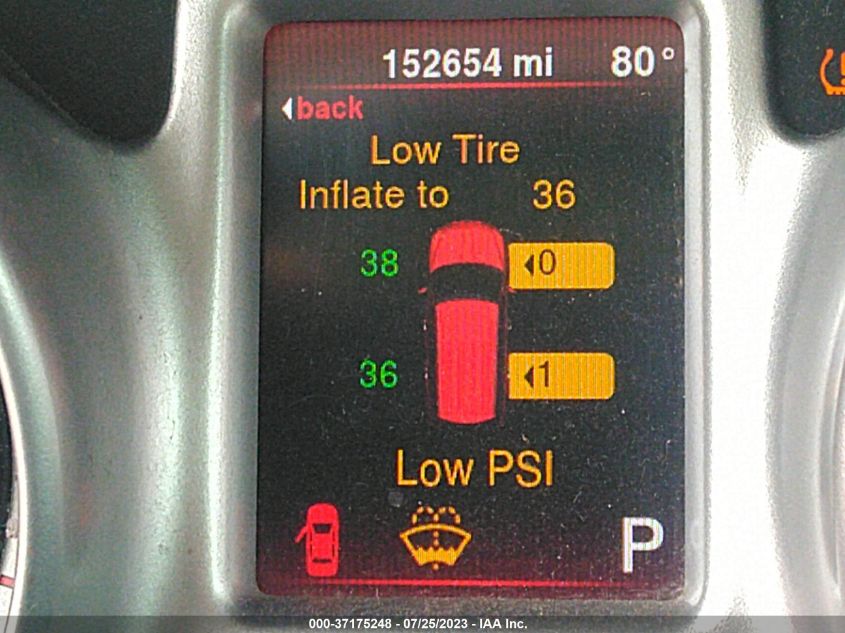 152654 mi 80°
back
Low Tire
Inflate to 36
38 0
36 1
Low PSI
P
000-37175248 - 07/25/2023 - IAA Inc.